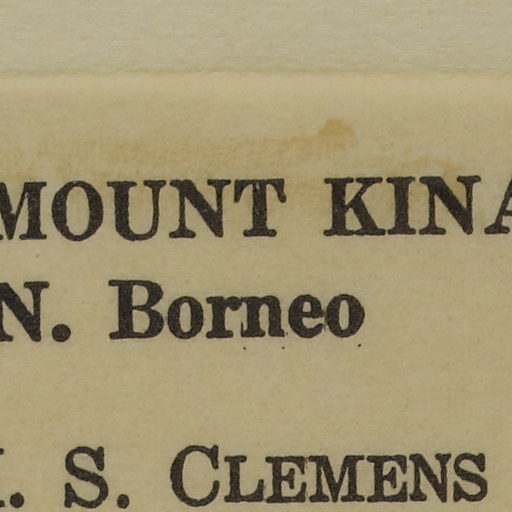 MOUNT KINA
N. Borneo
. S. CLEMENS